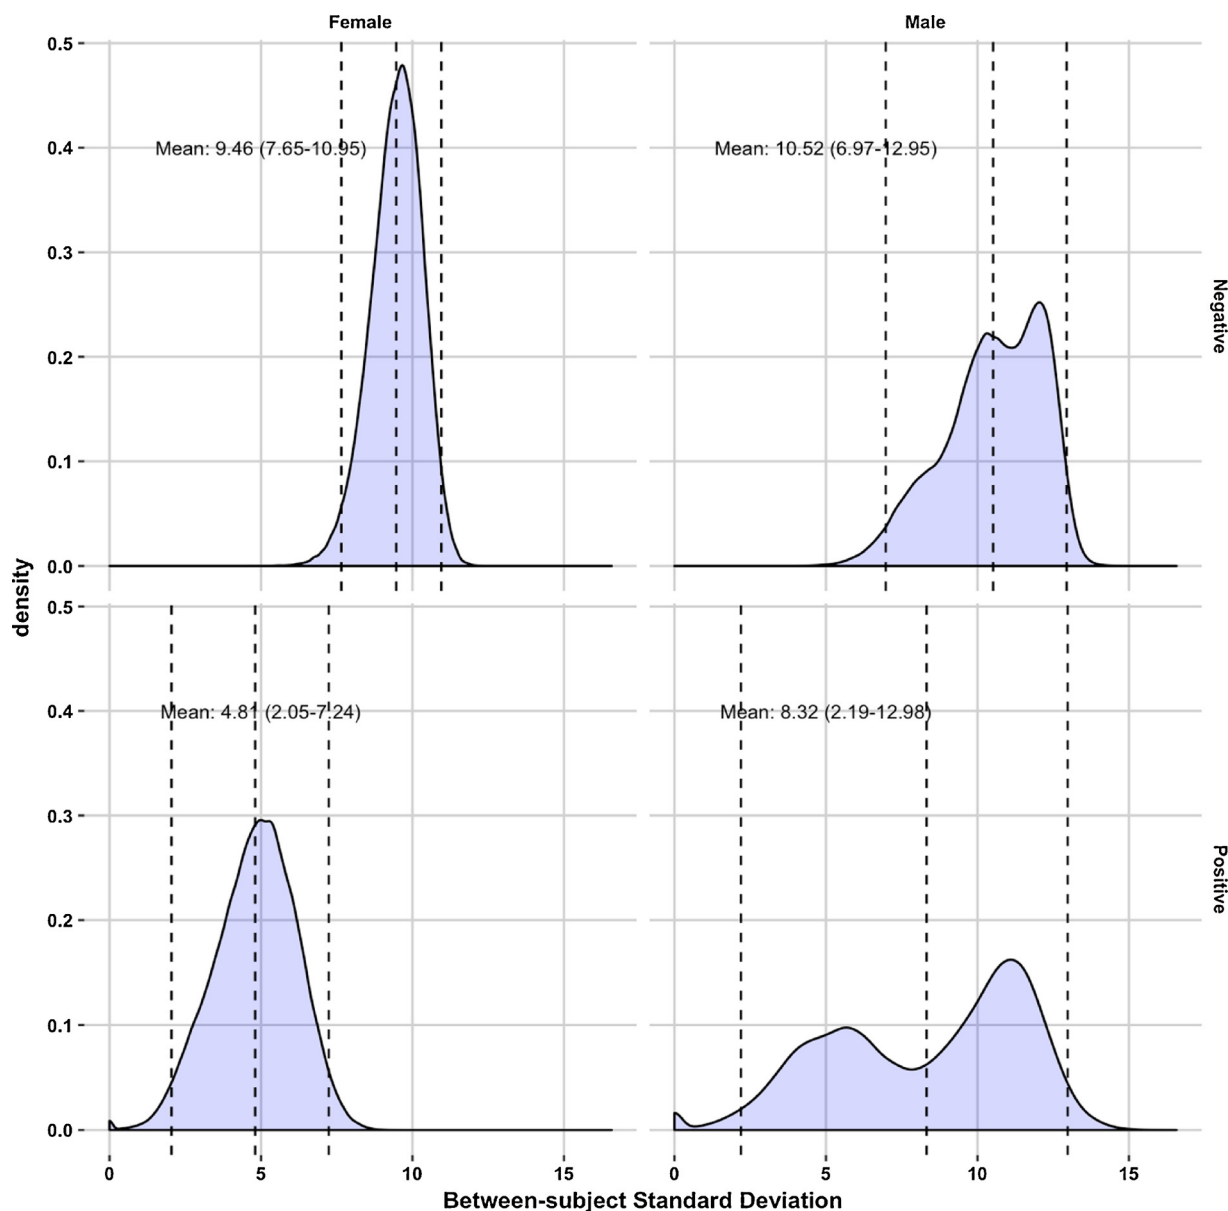 Female
Male
0.5
0.4
0.3
0.2
0.1
0.0
Mean: 9.46 (7.65-10.95)
Mean: 10.52 (6.97-12.95)
Negative
density
0.5
0.4
0.3
0.2
0.1
0.0
Mean: 4.81 (2.05-7.24)
Mean: 8.32 (2.19-12.98)
Positive
0 5 10 15
0 5 10 15
Between-subject Standard Deviation